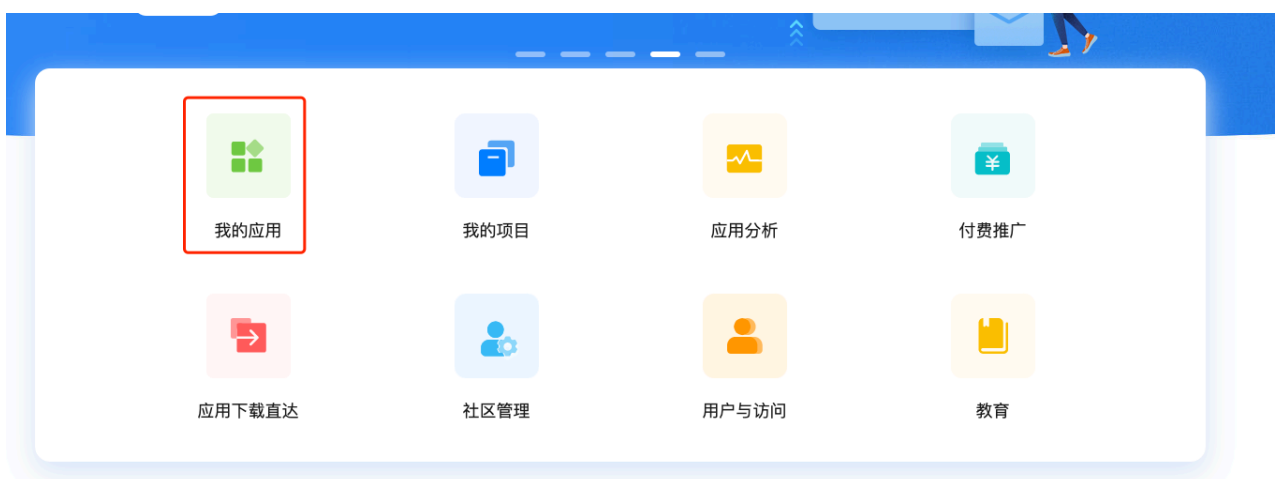 我的应用
我的项目
应用分析
付费推广
应用下载直达
社区管理
用户与访问
教育